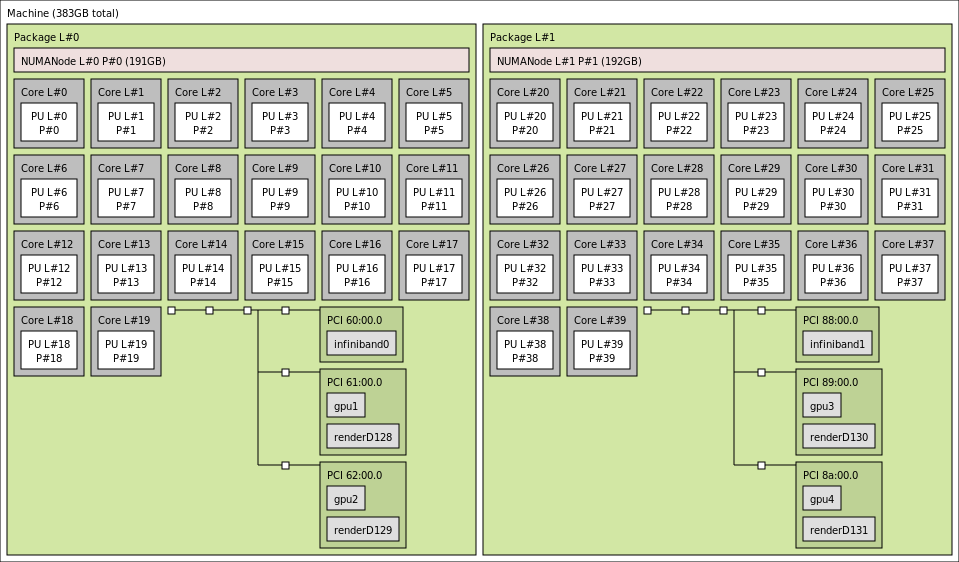 Machine (383GB total)
Package L#0
NUMANode L#0 P#0 (191GB)
Core L#0
PU L#0
P#0
Core L#1
PU L#1
P#1
Core L#2
PU L#2
P#2
Core L#3
PU L#3
P#3
Core L#4
PU L#4
P#4
Core L#5
PU L#5
P#5
Core L#6
PU L#6
P#6
Core L#7
PU L#7
P#7
Core L#8
PU L#8
P#8
Core L#9
PU L#9
P#9
Core L#10
PU L#10
P#10
Core L#11
PU L#11
P#11
Core L#12
PU L#12
P#12
Core L#13
PU L#13
P#13
Core L#14
PU L#14
P#14
Core L#15
PU L#15
P#15
Core L#16
PU L#16
P#16
Core L#17
PU L#17
P#17
Core L#18
PU L#18
P#18
Core L#19
PU L#19
P#19
PCI 60:00.0
infiniband0
PCI 61:00.0
gpu1
renderD128
PCI 62:00.0
gpu2
renderD129
Package L#1
NUMANode L#1 P#1 (192GB)
Core L#20
PU L#20
P#20
Core L#21
PU L#21
P#21
Core L#22
PU L#22
P#22
Core L#23
PU L#23
P#23
Core L#24
PU L#24
P#24
Core L#25
PU L#25
P#25
Core L#26
PU L#26
P#26
Core L#27
PU L#27
P#27
Core L#28
PU L#28
P#28
Core L#29
PU L#29
P#29
Core L#30
PU L#30
P#30
Core L#31
PU L#31
P#31
Core L#32
PU L#32
P#32
Core L#33
PU L#33
P#33
Core L#34
PU L#34
P#34
Core L#35
PU L#35
P#35
Core L#36
PU L#36
P#36
Core L#37
PU L#37
P#37
Core L#38
PU L#38
P#38
Core L#39
PU L#39
P#39
PCI 88:00.0
infiniband1
PCI 89:00.0
gpu3
renderD130
PCI 8a:00.0
gpu4
renderD131